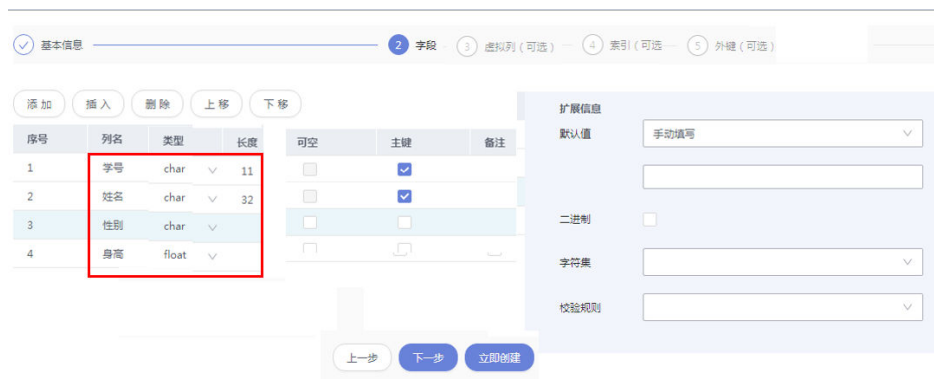 基本信息 2 字段 3 虚拟列(可选) 4 索引(可选 5 外键(可选)
添加 插入 删除 上移 下移
扩展信息
序号 列名 类型 长度 可空 主键 备注
默认值 手动填写
1 学号 char 11
2 姓名 char 32
3 性别 char
二进制
4 身高 float
字符集
校验规则
上一步 下一步 立即创建